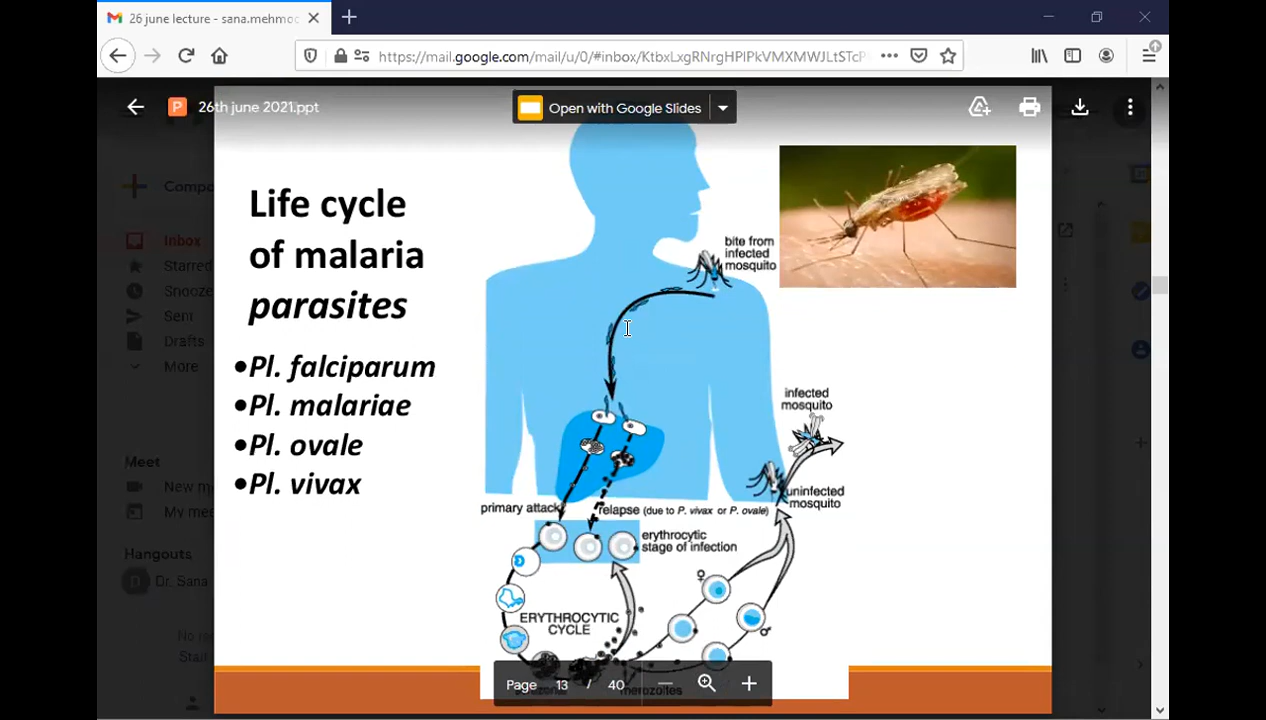 26 june lecture - sana.mehmoo
https://mail.google.com/mail/u/0/#inbox/KtbxLxgRNrgHPlPkVMXMWJLtSTcP
26th june 2021.ppt
Open with Google Slides
Compo
Inbox
Starred
Snooze
Sent
Drafts
More
Meet
New m
My mee
Hangouts
Dr. Sana
Life cycle
of malaria
parasites
•Pl. falciparum
•Pl. malariae
•Pl. ovale
•Pl. vivax
bite from
infected
mosquito
infected
mosquito
uninfected
mosquito
primary attack
relapse (due to P. vivax or P. ovale)
erythrocytic
stage of infection
ERYTHROCYTIC
CYCLE
♀
♂
merozoites
Page 13 / 40